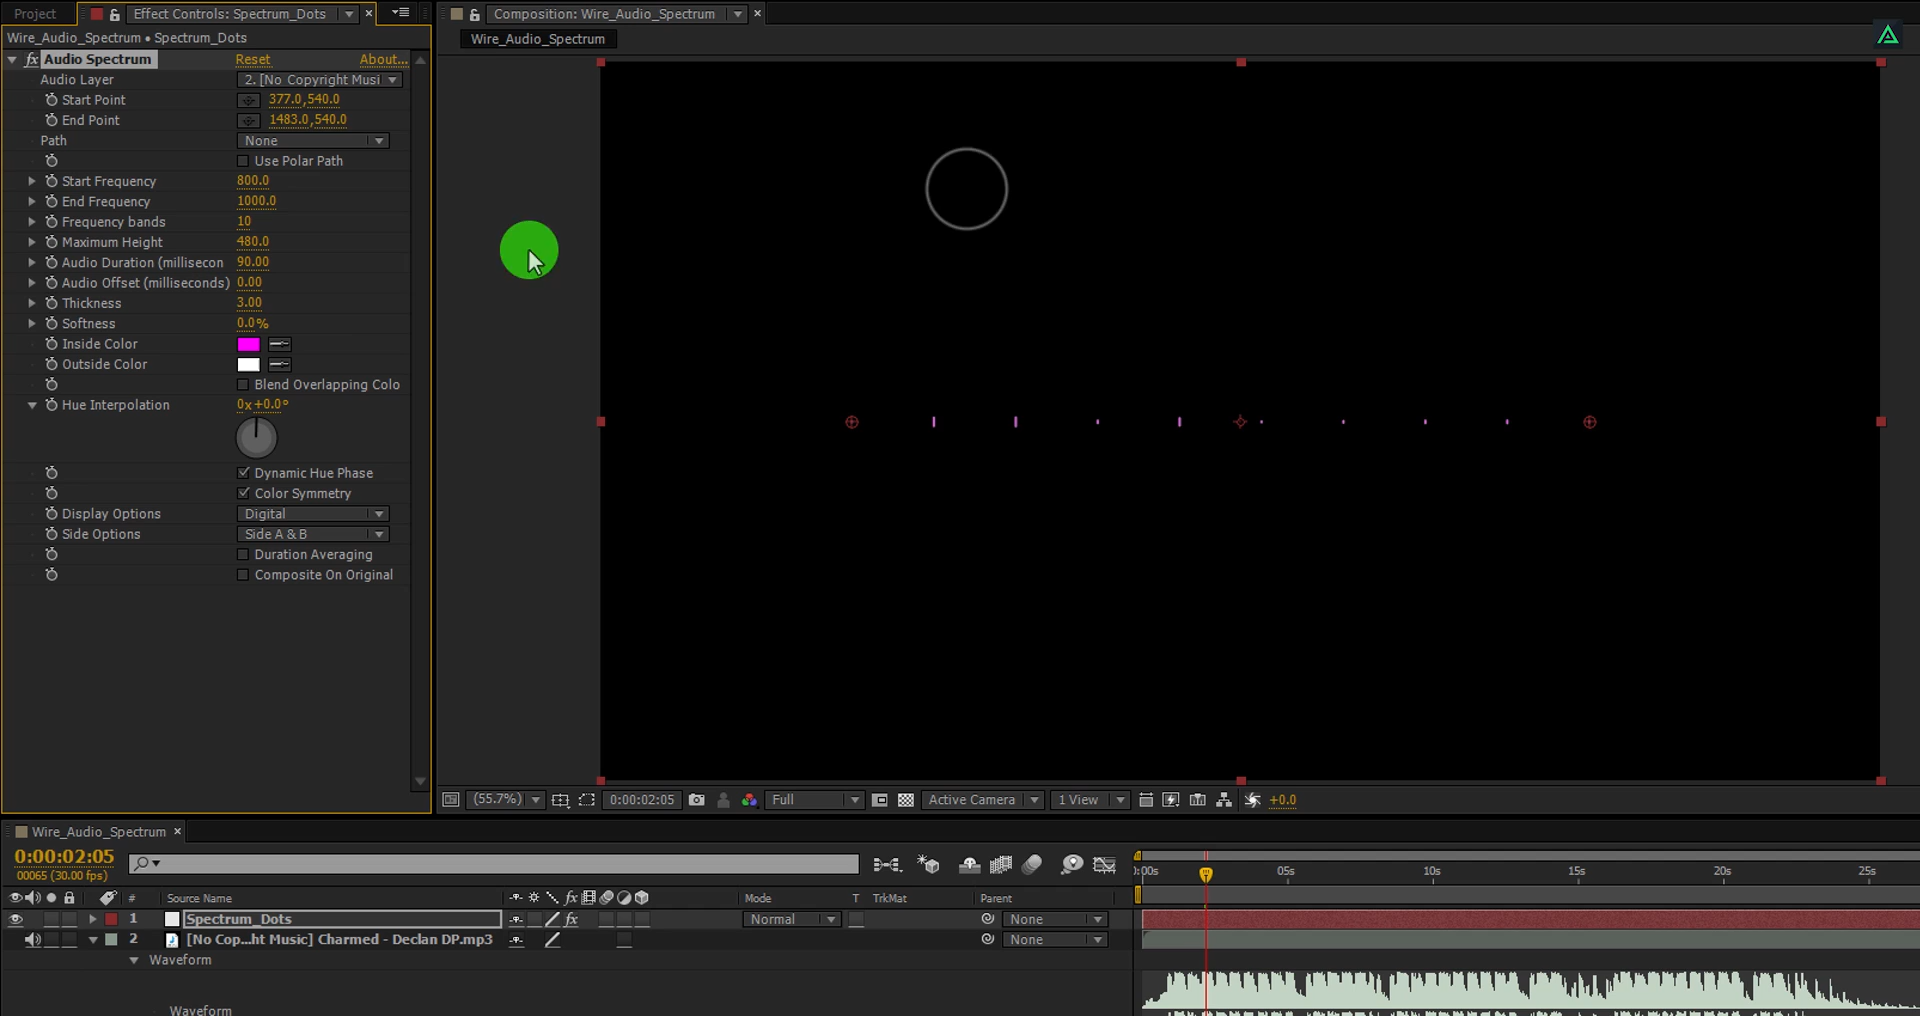 Project
Effect Controls: Spectrum_Dots
Wire_Audio_Spectrum • Spectrum_Dots
fx Audio Spectrum Reset About...
Audio Layer 2. [No Copyright Musi
Start Point 377.0,540.0
End Point 1483.0,540.0
Path None
Use Polar Path
Start Frequency 800.0
End Frequency 1000.0
Frequency bands 10
Maximum Height 480.0
Audio Duration (millisecon 90.00
Audio Offset (milliseconds) 0.00
Thickness 3.00
Softness 0.0%
Inside Color
Outside Color
Blend Overlapping Colo
Hue Interpolation 0x+0.0°
Dynamic Hue Phase
Color Symmetry
Display Options Digital
Side Options Side A & B
Duration Averaging
Composite On Original
Composition: Wire_Audio_Spectrum
Wire_Audio_Spectrum
(55.7%) 0:00:02:05 Full Active Camera 1 View +0.0
Wire_Audio_Spectrum
0:00:02:05
00065 (30.00 fps)
:00s 05s 10s 15s 20s 25s
# Source Name fx Mode T TrkMat Parent
1 Spectrum_Dots fx Normal None
2 [No Cop...ht Music] Charmed - Declan DP.mp3 None
Waveform
Waveform